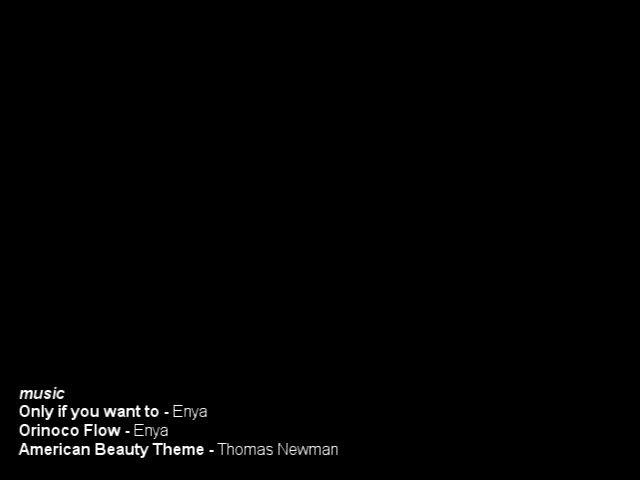 music
Only if you want to - Enya
Orinoco Flow - Enya
American Beauty Theme - Thomas Newman